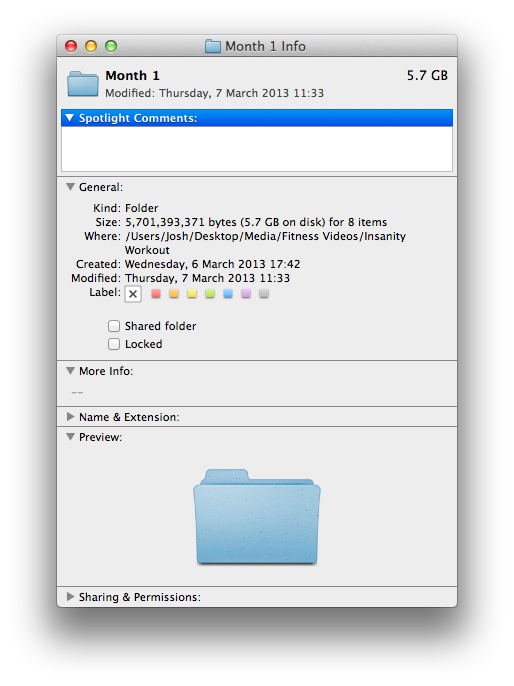 Month 1 Info
Month 1 5.7 GB
Modified: Thursday, 7 March 2013 11:33
Spotlight Comments:
General:
Kind: Folder
Size: 5,701,393,371 bytes (5.7 GB on disk) for 8 items
Where: /Users/Josh/Desktop/Media/Fitness Videos/Insanity
Workout
Created: Wednesday, 6 March 2013 17:42
Modified: Thursday, 7 March 2013 11:33
Label:
Shared folder
Locked
More Info:
--
Name & Extension:
Preview:
Sharing & Permissions: